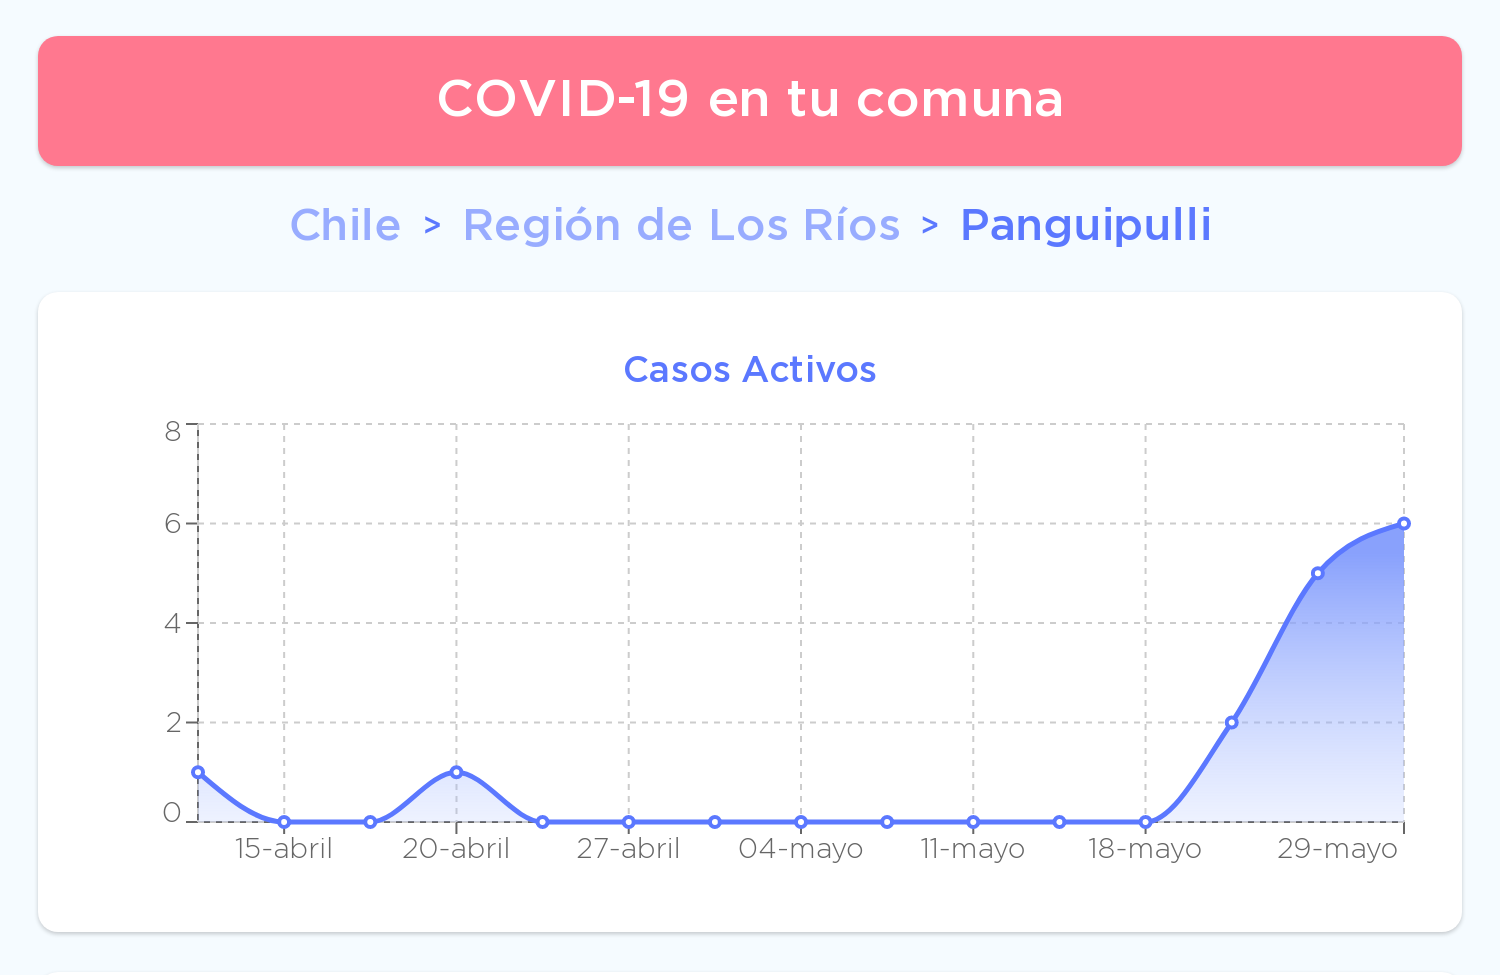 COVID-19 en tu comuna
Chile > Región de Los Ríos > Panguipulli
Casos Activos
8
6
4
2
0
15-abril 20-abril 27-abril 04-mayo 11-mayo 18-mayo 29-mayo